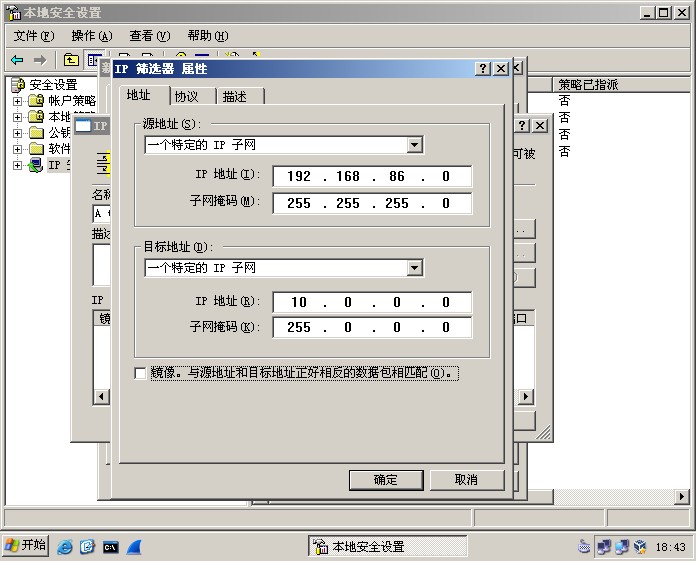 本地安全设置
文件(F) 操作(A) 查看(V) 帮助(H)
IP 筛选器 属性
安全设置
帐户策略
本地
公钥
软件
IP
策略已指派
否
否
否
否
IP
可被
名称
A
描述
IP
镜
口
地址 协议 描述
源地址(S):
一个特定的 IP 子网
IP 地址(I): 192 . 168 . 86 . 0
子网掩码(M): 255 . 255 . 255 . 0
目标地址(D):
一个特定的 IP 子网
IP 地址(R): 10 . 0 . 0 . 0
子网掩码(K): 255 . 0 . 0 . 0
镜像。与源地址和目标地址正好相反的数据包相匹配(O)。
确定 取消
开始
本地安全设置
18:43